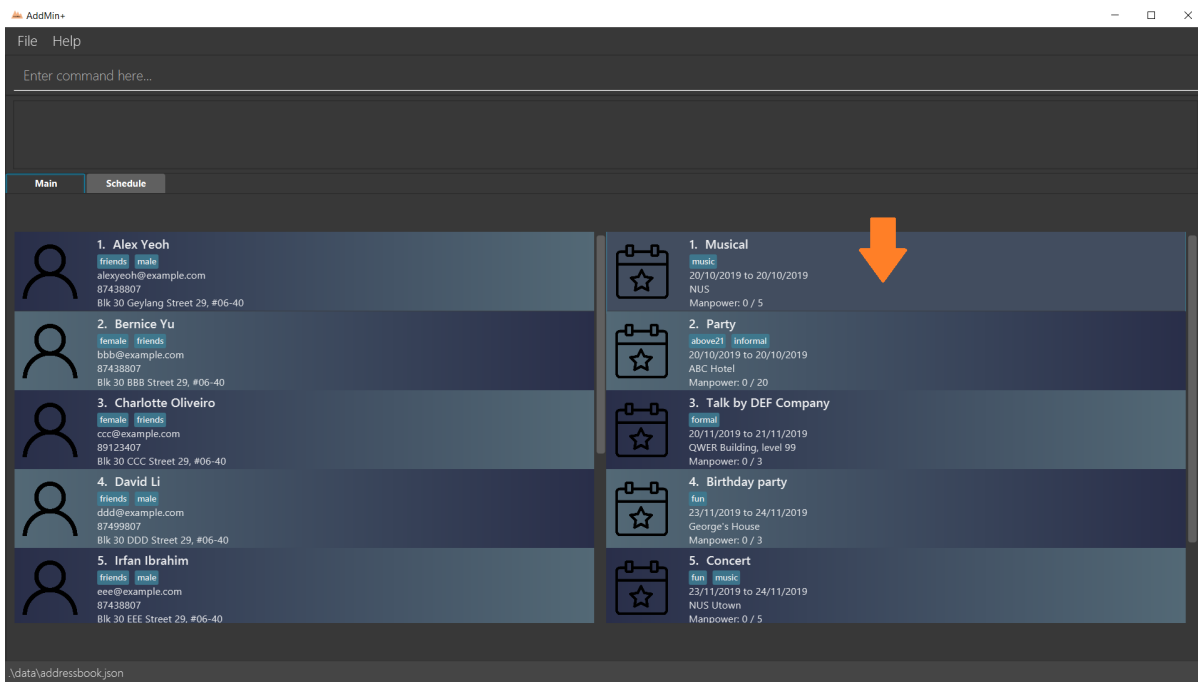 AddMin+
File Help
Enter command here...
Main Schedule
1. Alex Yeoh
friends male
alexyeoh@example.com
87438807
Blk 30 Geylang Street 29, #06-40
2. Bernice Yu
female friends
bbb@example.com
87438807
Blk 30 BBB Street 29, #06-40
3. Charlotte Oliveiro
female friends
ccc@example.com
89123407
Blk 30 CCC Street 29, #06-40
4. David Li
friends male
ddd@example.com
87499807
Blk 30 DDD Street 29, #06-40
5. Irfan Ibrahim
friends male
eee@example.com
87438807
Blk 30 EEE Street 29, #06-40
1. Musical
music
20/10/2019 to 20/10/2019
NUS
Manpower: 0 / 5
2. Party
above21 informal
20/10/2019 to 20/10/2019
ABC Hotel
Manpower: 0 / 20
3. Talk by DEF Company
formal
20/11/2019 to 21/11/2019
QWER Building, level 99
Manpower: 0 / 3
4. Birthday party
fun
23/11/2019 to 24/11/2019
George's House
Manpower: 0 / 3
5. Concert
fun music
23/11/2019 to 24/11/2019
NUS Utown
Manpower: 0 / 5
.\data\addressbook.json